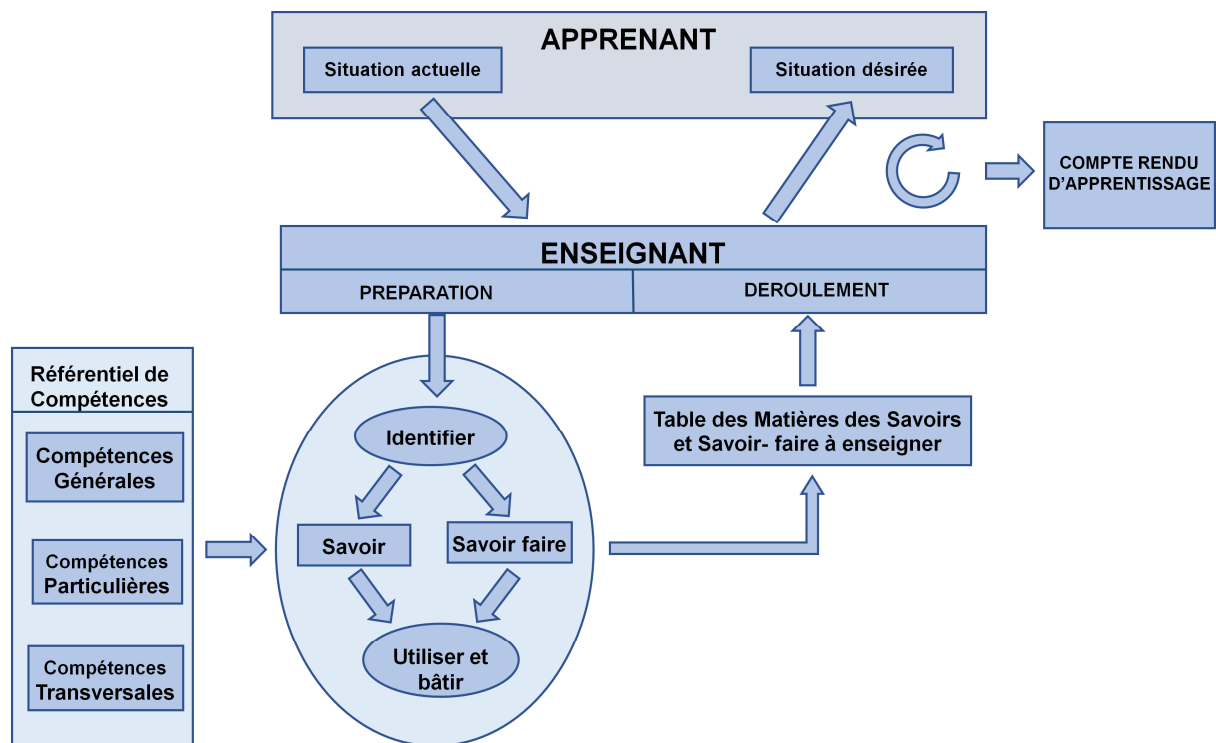 APPRENANT
Situation actuelle
Situation désirée
COMPTE RENDU
D'APPRENTISSAGE
ENSEIGNANT
PREPARATION
DEROULEMENT
Référentiel de
Compétences
Compétences
Générales
Compétences
Particulières
Compétences
Transversales
Identifier
Savoir
Savoir faire
Utiliser et
bâtir
Table des Matières des Savoirs
et Savoir- faire à enseigner